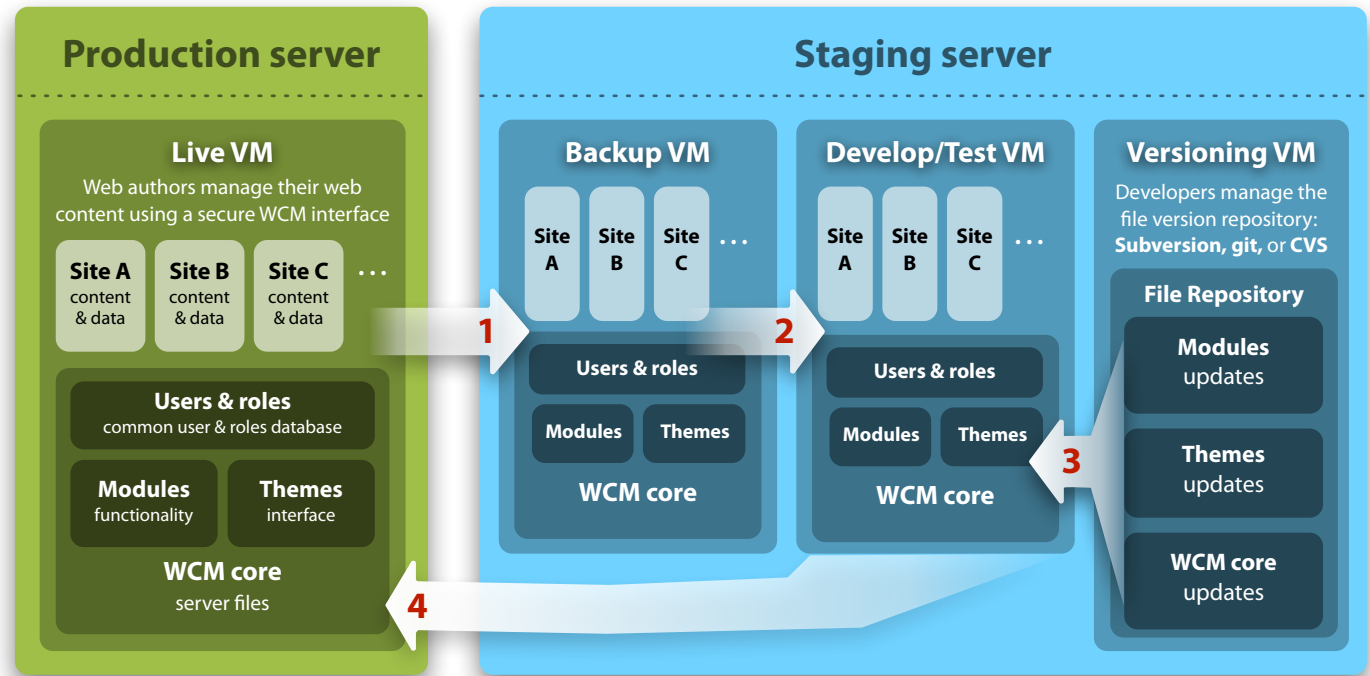 Production server
Live VM
Web authors manage their web
content using a secure WCM interface
Site A
content
& data
Site B
content
& data
Site C
content
& data
...
Users & roles
common user & roles database
Modules
functionality
Themes
interface
WCM core
server files
1
Staging server
Backup VM
Site
A
Site
B
Site
C
...
Users & roles
Modules
Themes
WCM core
2
Develop/Test VM
Site
A
Site
B
Site
C
...
Users & roles
Modules
Themes
WCM core
3
Versioning VM
Developers manage the
file version repository:
Subversion, git, or CVS
File Repository
Modules
updates
Themes
updates
WCM core
updates
4